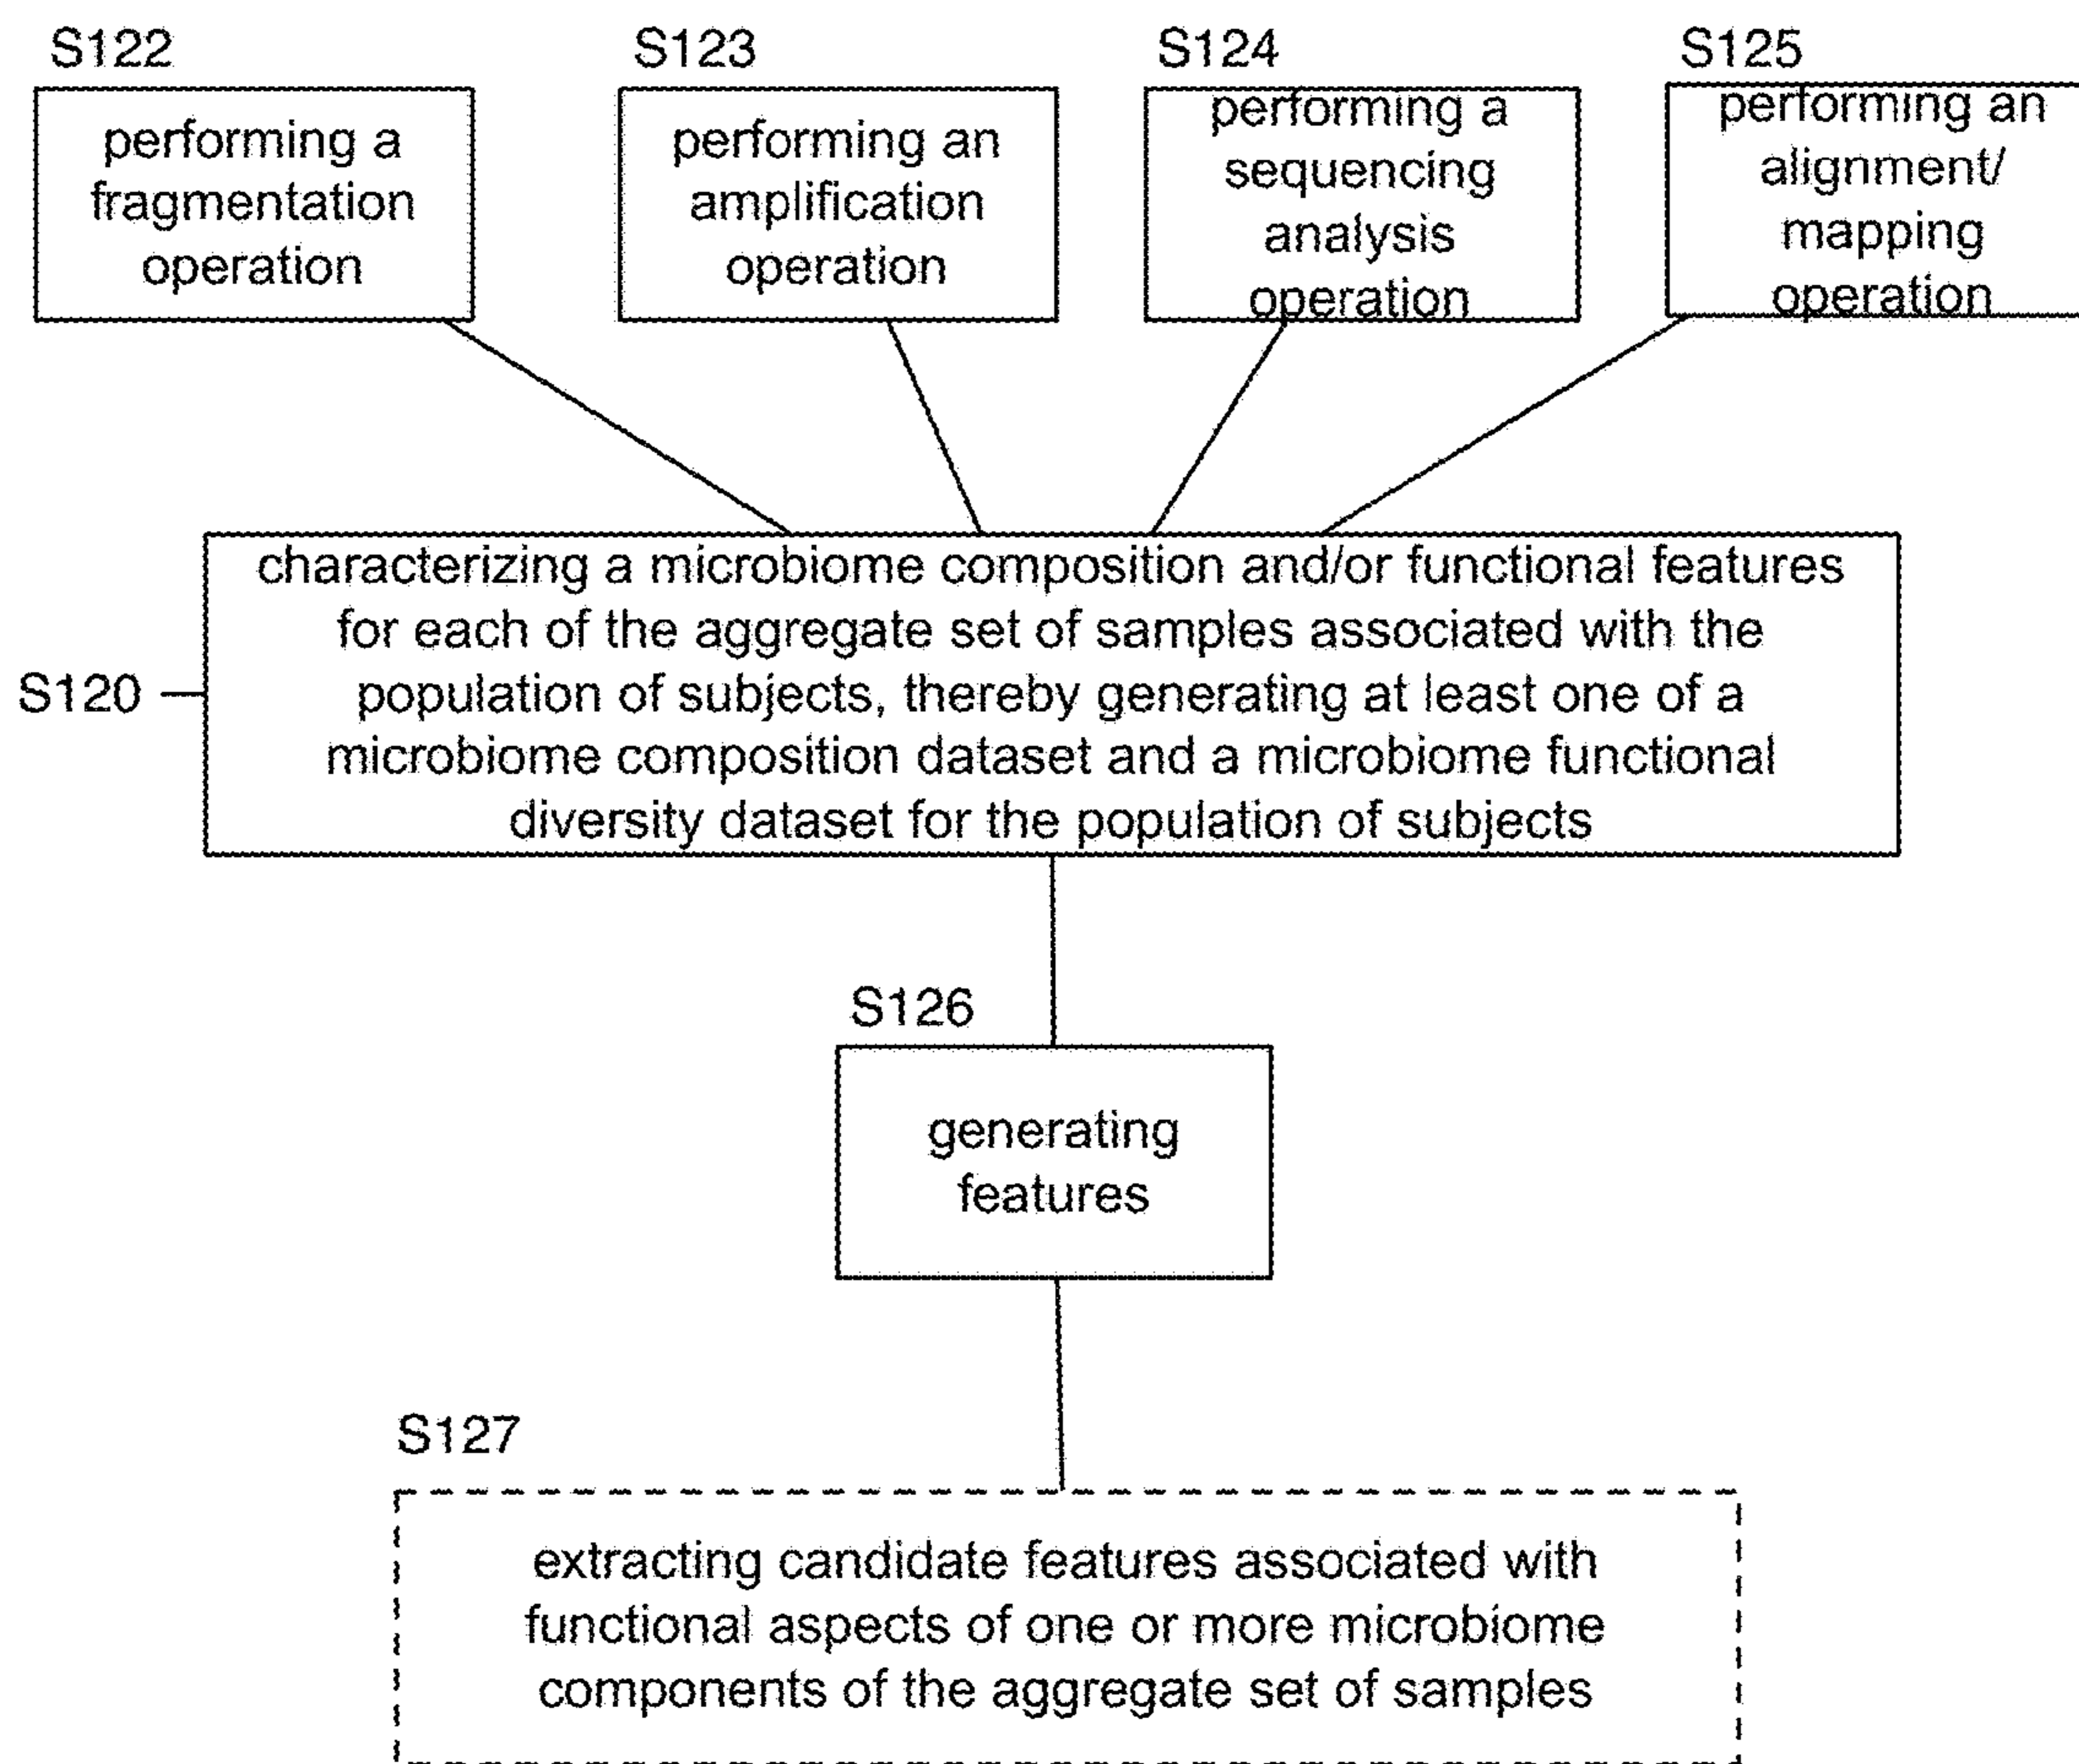 S122
performing a
fragmentation
operation
S123
performing an
amplification
operation
S124
performing a
sequencing
analysis
operation
S125
performing an
alignment/
mapping
operation
S120
characterizing a microbiome composition and/or functional features
for each of the aggregate set of samples associated with the
population of subjects, thereby generating at least one of a
microbiome composition dataset and a microbiome functional
diversity dataset for the population of subjects
S126
generating
features
S127
extracting candidate features associated with
functional aspects of one or more microbiome
components of the aggregate set of samples